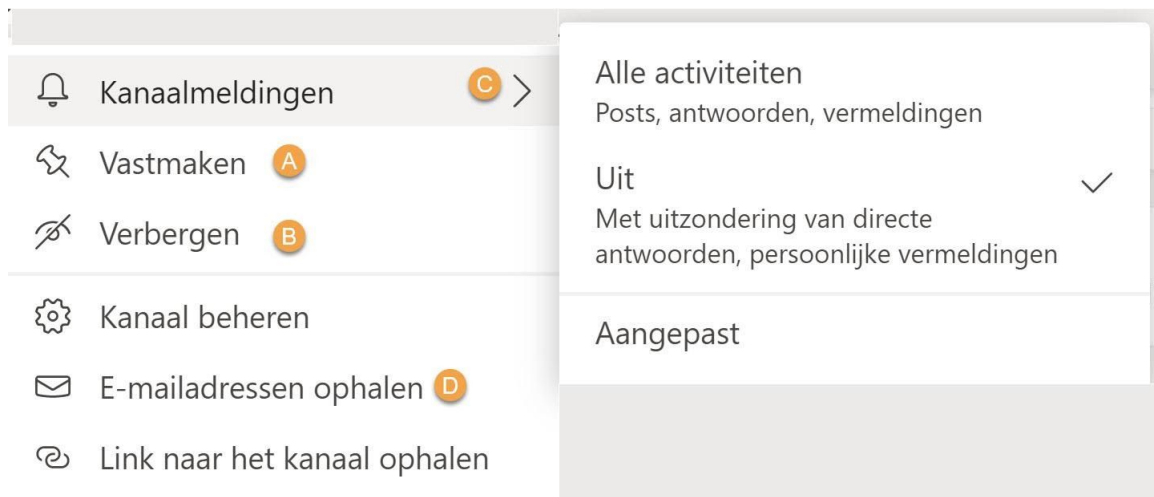 Kanaalmeldingen C
Vastmaken A
Verbergen B
Kanaal beheren
E-mailadressen ophalen D
Link naar het kanaal ophalen
Alle activiteiten
Posts, antwoorden, vermeldingen
Uit
Met uitzondering van directe
antwoorden, persoonlijke vermeldingen
Aangepast